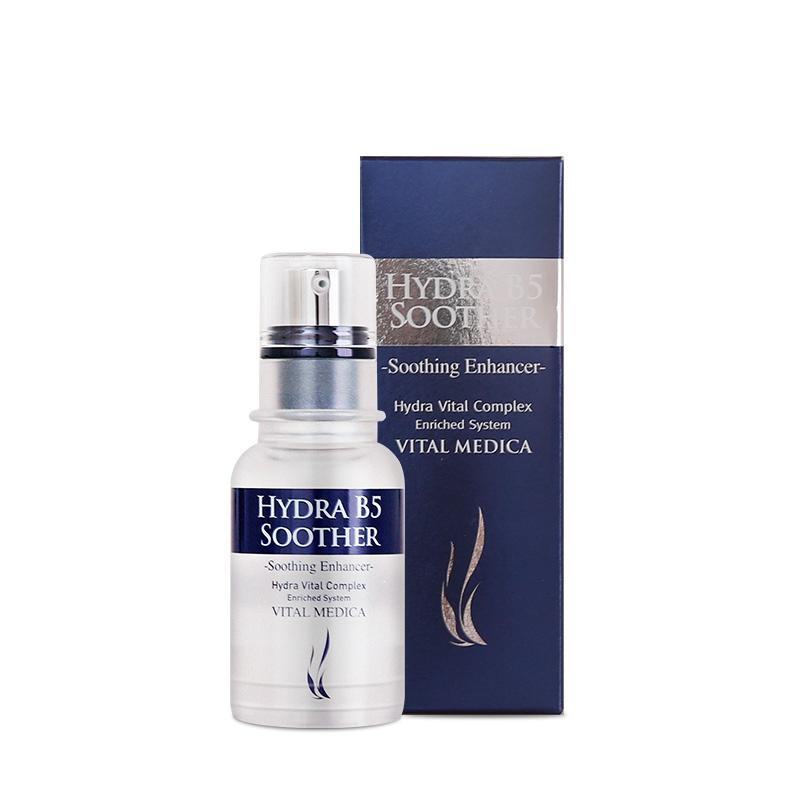 HYDRA B5
SOOTHER
-Soothing Enhancer-
Hydra Vital Complex
Enriched System
VITAL MEDICA
HYDRA B5
SOOTHER
-Soothing Enhancer-
Hydra Vital Complex
Enriched System
VITAL MEDICA